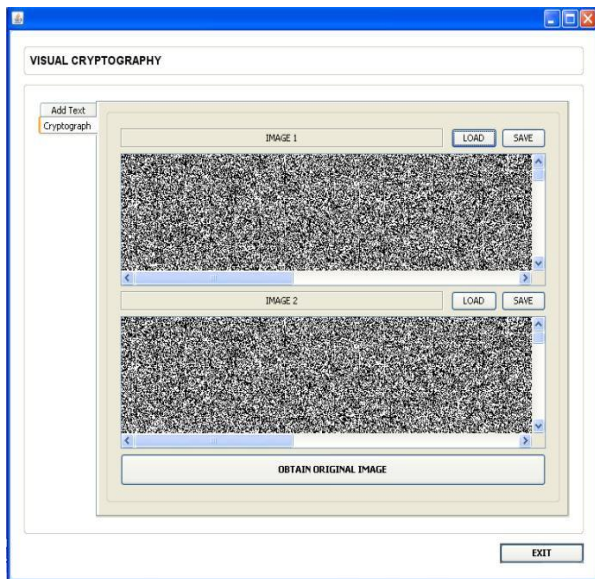 VISUAL CRYPTOGRAPHY
Add Text
Cryptograph
IMAGE 1 LOAD SAVE
IMAGE 2 LOAD SAVE
OBTAIN ORIGINAL IMAGE
EXIT